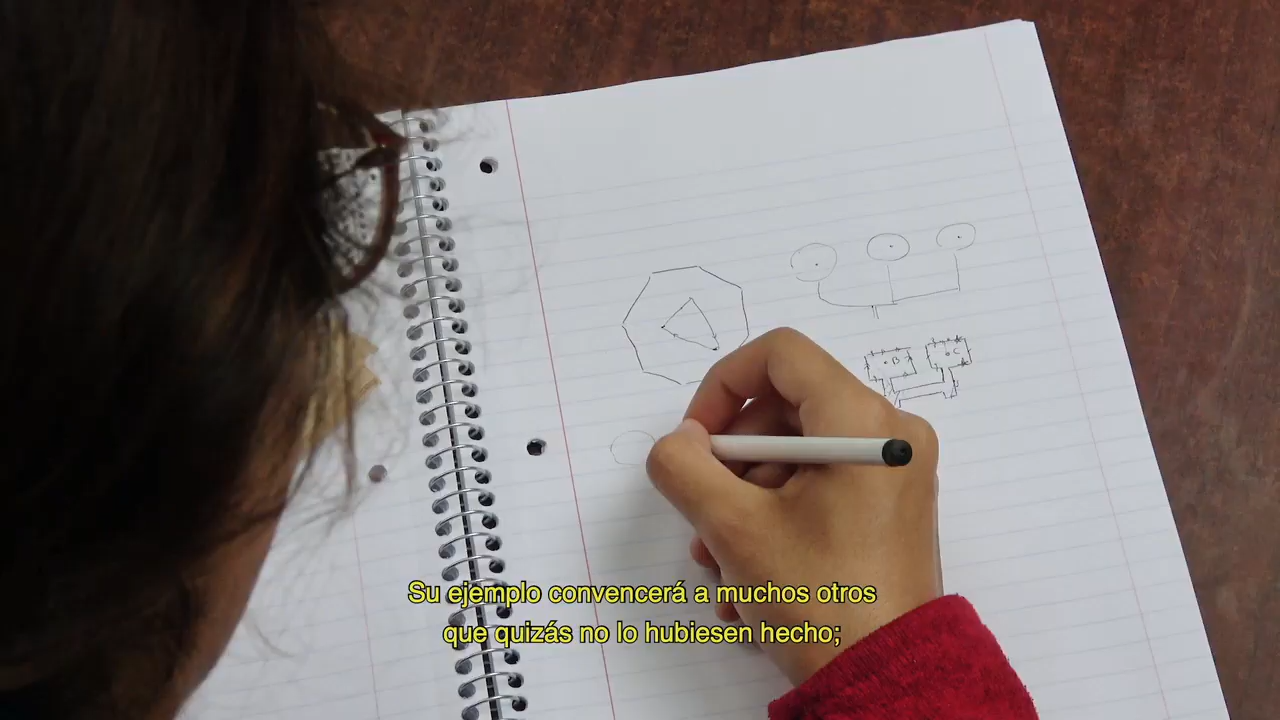 B
C
Su ejemplo convencerá a muchos otros
que quizás no lo hubiesen hecho;